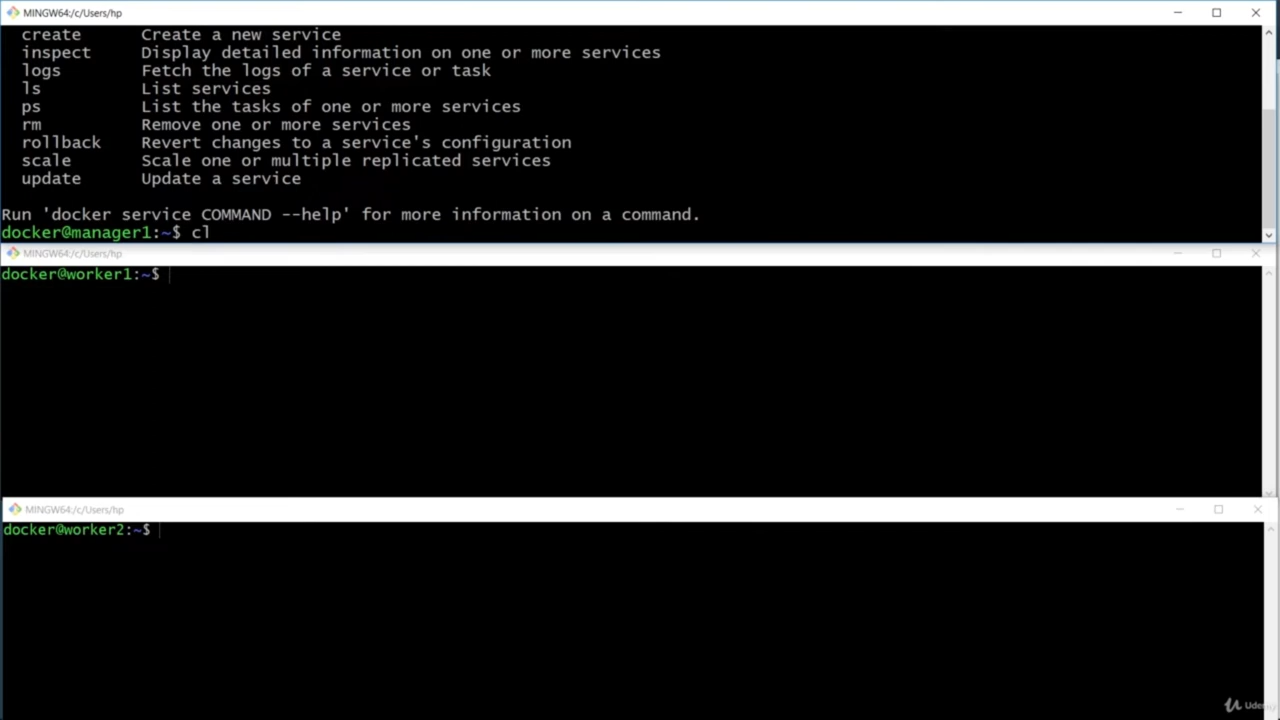 MINGW64:/c/Users/hp
create Create a new service
inspect Display detailed information on one or more services
logs Fetch the logs of a service or task
ls List services
ps List the tasks of one or more services
rm Remove one or more services
rollback Revert changes to a service's configuration
scale Scale one or multiple replicated services
update Update a service
Run 'docker service COMMAND --help' for more information on a command.
docker@manager1:~$ cl
MINGW64:/c/Users/hp
docker@worker1:~$
MINGW64:/c/Users/hp
docker@worker2:~$